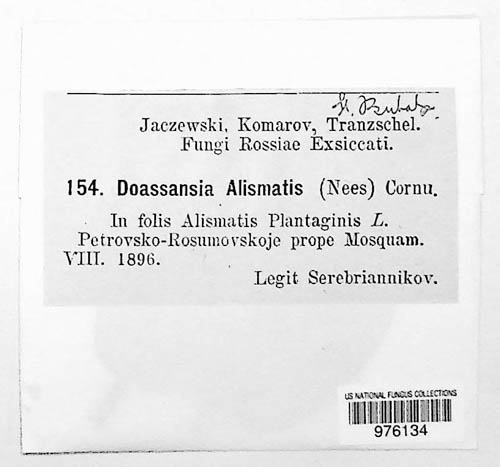 Jaczewski, Komarov, Tranzschel.
Fungi Rossiae Exsiccati.
154. Doassansia Alismatis (Nees) Cornu.
In folis Alismatis Plantaginis L.
Petrovsko-Rosumovskoje prope Mosquam.
VIII. 1896.
Legit Serebriannikov.
US NATIONAL FUNGUS COLLECTIONS
976134